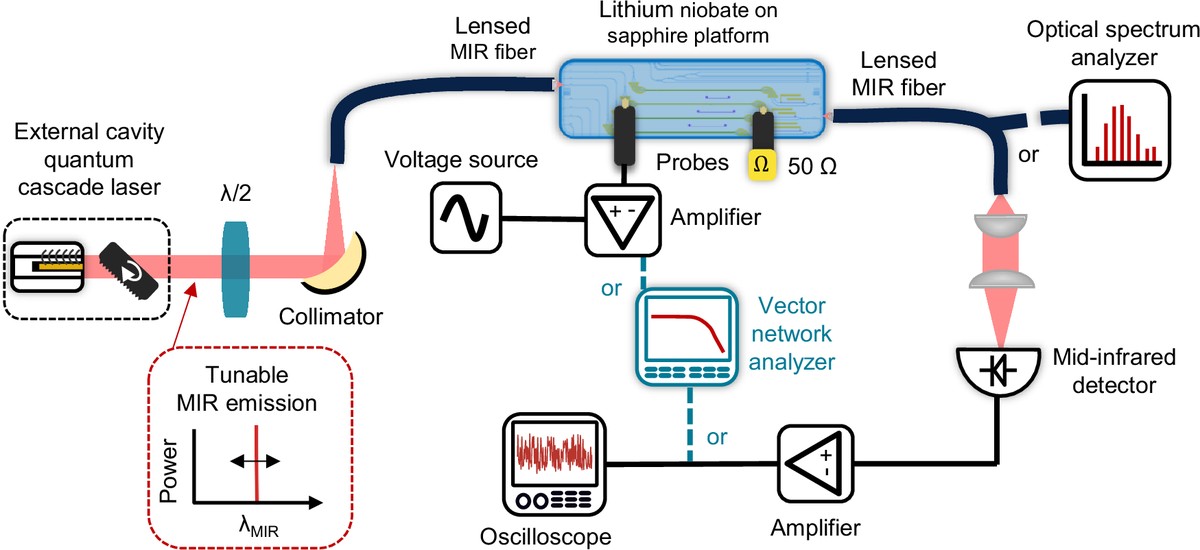 Lithium niobate on
sapphire platform
Lensed
MIR fiber
Lensed
MIR fiber
Optical spectrum
analyzer
or
External cavity
quantum
cascade laser
λ/2
Voltage source
Probes
Ω
50 Ω
+ -
Amplifier
Collimator
or
Vector
network
analyzer
Mid-infrared
detector
Tunable
MIR emission
Power
λMIR
or
+
-
Oscilloscope
Amplifier